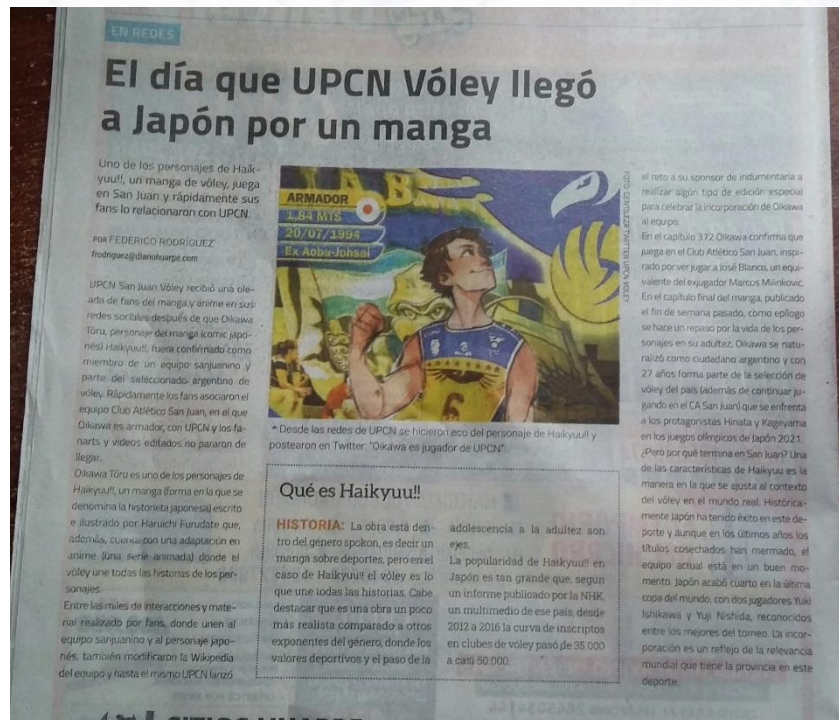 EN REDES
El día que UPCN Vóley llegó
a Japón por un manga
Uno de los personajes de Haik-
yuu!!, un manga de vóley, juega
en San Juan y rápidamente sus
fans lo relacionaron con UPCN.
POR FEDERICO RODRÍGUEZ
frodriguez@diariohuarpe.com
UPCN San Juan Vóley recibió una ole-
ada de fans del manga y anime en sus
redes sociales después de que Oikawa
Toru, personaje del manga (comic japo-
nés) Haikyuu!!, fuera confirmado como
miembro de un equipo sanjuanino y
parte del seleccionado argentino de
vóley. Rápidamente los fans asociaron el
equipo Club Atlético San Juan, en el que
Oikawa es armador, con UPCN y los fa-
narts y videos editados no pararon de
llegar.
Oikawa Tōru es uno de los personajes de
Haikyuu!!, un manga (forma en la que se
denomina la historieta japonesa) escrito
e ilustrado por Haruichi Furudate que,
además, cuenta con una adaptación en
anime (una serie animada) donde el
vóley une todas las historias de los per-
sonajes.
Entre las miles de interacciones y mate-
rial realizado por fans, donde unen al
equipo sanjuanino y al personaje japo-
nés, también modificaron la Wikipedia
del equipo y hasta el mismo UPCN lanzó
ARMADOR
1,84 MTS
20/07/1994
Ex Aoba-Johsai
6
FOTO: GENTILEZA TWITTER UPCN VOLEY
* Desde las redes de UPCN se hicieron eco del personaje de Haikyuu!! y
postearon en Twitter: "Oikawa es jugador de UPCN"
Qué es Haikyuu!!
HISTORIA: La obra está den-
tro del género spokon, es decir un
manga sobre deportes, pero en el
caso de Haikyuu!! el vóley es lo
que une todas las historias. Cabe
destacar que es una obra un poco
más realista comparado a otros
exponentes del género, donde los
valores deportivos y el paso de la
adolescencia a la adultez son
ejes.
La popularidad de Haikyuu!! en
Japón es tan grande que, según
un informe publicado por la NHK,
un multimedio de ese país, desde
2012 a 2016 la curva de inscriptos
en clubes de vóley pasó de 35.000
a casi 50.000.
el reto a su sponsor de indumentaria a
realizar algún tipo de edición especial
para celebrar la incorporación de Oikawa
al equipo.
En el capítulo 372 Oikawa confirma que
juega en el Club Atlético San Juan, inspi-
rado por ver jugar a José Blanco, un equi-
valente del exjugador Marcos Milinkovic.
En el capítulo final del manga, publicado
el fin de semana pasado, como epílogo
se hace un repaso por la vida de los per-
sonajes en su adultez, Oikawa se natu-
ralizó como ciudadano argentino y con
27 años forma parte de la selección de
vóley del país (además de continuar ju-
gando en el CA San Juan) que se enfrenta
a los protagonistas Hinata y Kageyama
en los juegos olímpicos de Japón 2021.
¿Pero por qué termina en San Juan? Una
de las características de Haikyuu es la
manera en la que se ajusta al contexto
del vóley en el mundo real. Histórica-
mente Japón ha tenido éxito en este de-
porte y aunque en los últimos años los
títulos cosechados han mermado, el
equipo actual está en un buen mo-
mento. Japón acabó cuarto en la última
copa del mundo, con dos jugadores Yuki
Ishikawa y Yuji Nishida, reconocidos
entre los mejores del torneo. La incor-
poración es un reflejo de la relevancia
mundial que tiene la provincia en este
deporte.